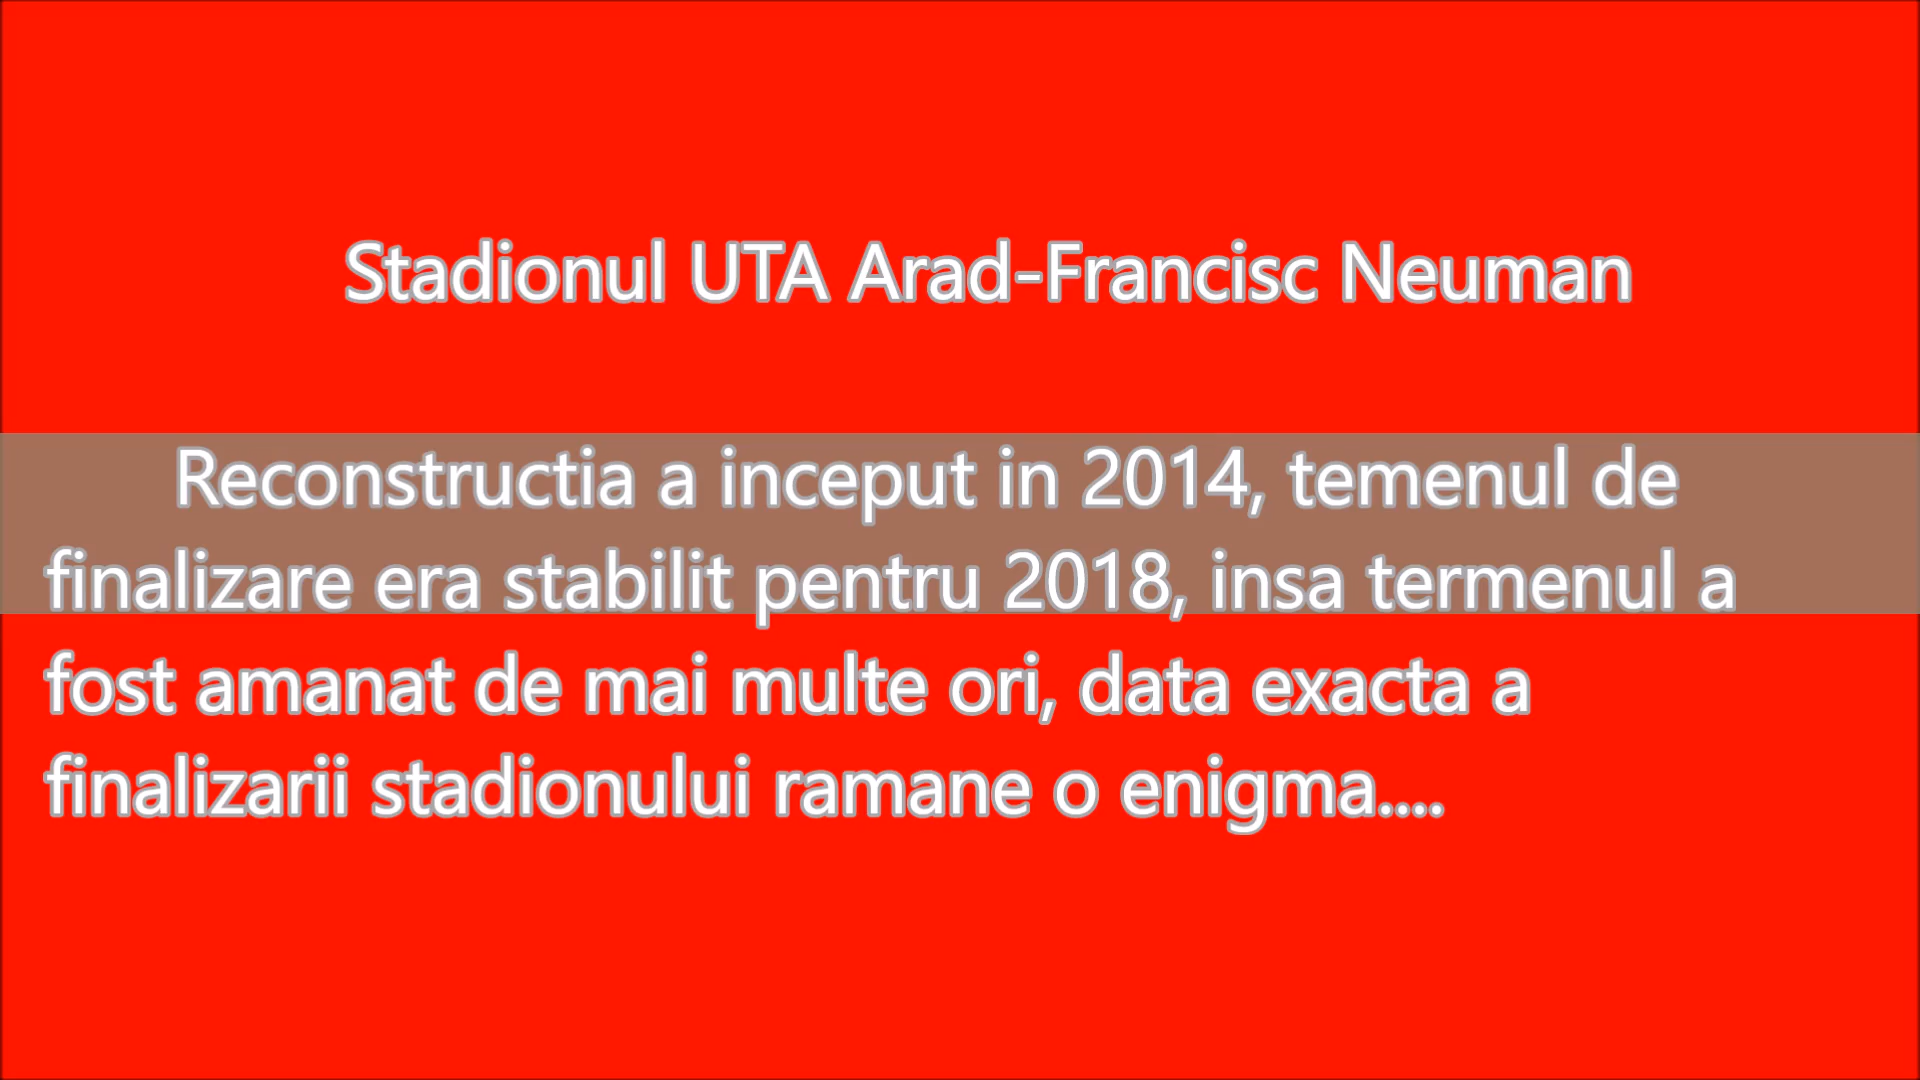 Stadionul UTA Arad-Francisc Neuman
Reconstructia a inceput in 2014, temenul de
finalizare era stabilit pentru 2018, insa termenul a
fost amanat de mai multe ori, data exacta a
finalizarii stadionului ramane o enigma....